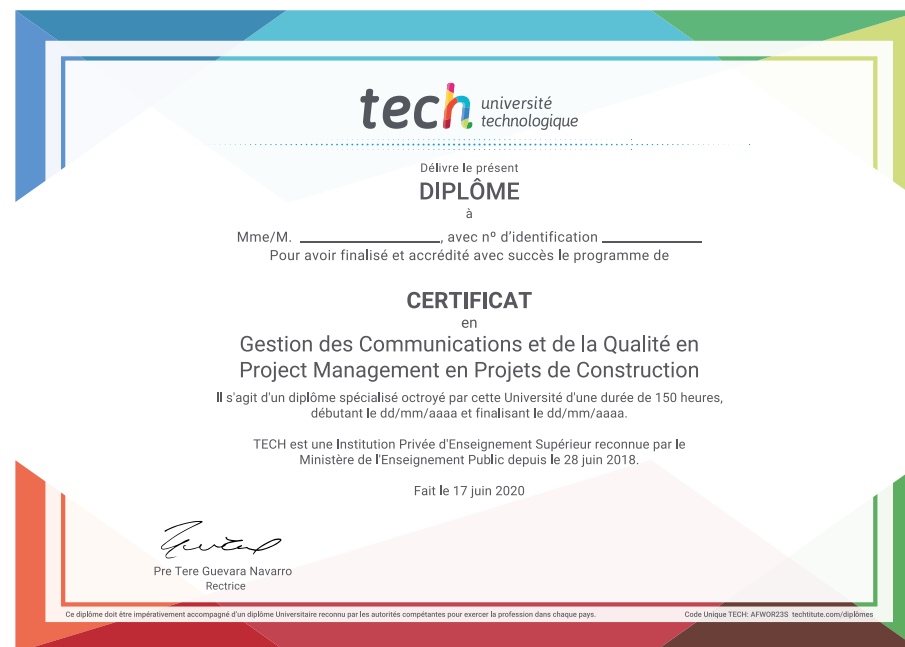 tech université
technologique
Délivre le présent
DIPLÔME
à
Mme/M. ____________________, avec nº d'identification ______________
Pour avoir finalisé et accrédité avec succès le programme de
CERTIFICAT
en
Gestion des Communications et de la Qualité en
Project Management en Projets de Construction
Il s'agit d'un diplôme spécialisé octroyé par cette Université d'une durée de 150 heures,
débutant le dd/mm/aaaa et finalisant le dd/mm/aaaa.
TECH est une Institution Privée d'Enseignement Supérieur reconnue par le
Ministère de l'Enseignement Public depuis le 28 juin 2018.
Fait le 17 juin 2020
Pre Tere Guevara Navarro
Rectrice
Ce diplôme doit être impérativement accompagné d'un diplôme Universitaire reconnu par les autorités compétantes pour exercer la profession dans chaque pays.
Code Unique TECH: AFWOR23S techtitute.com/diplômes